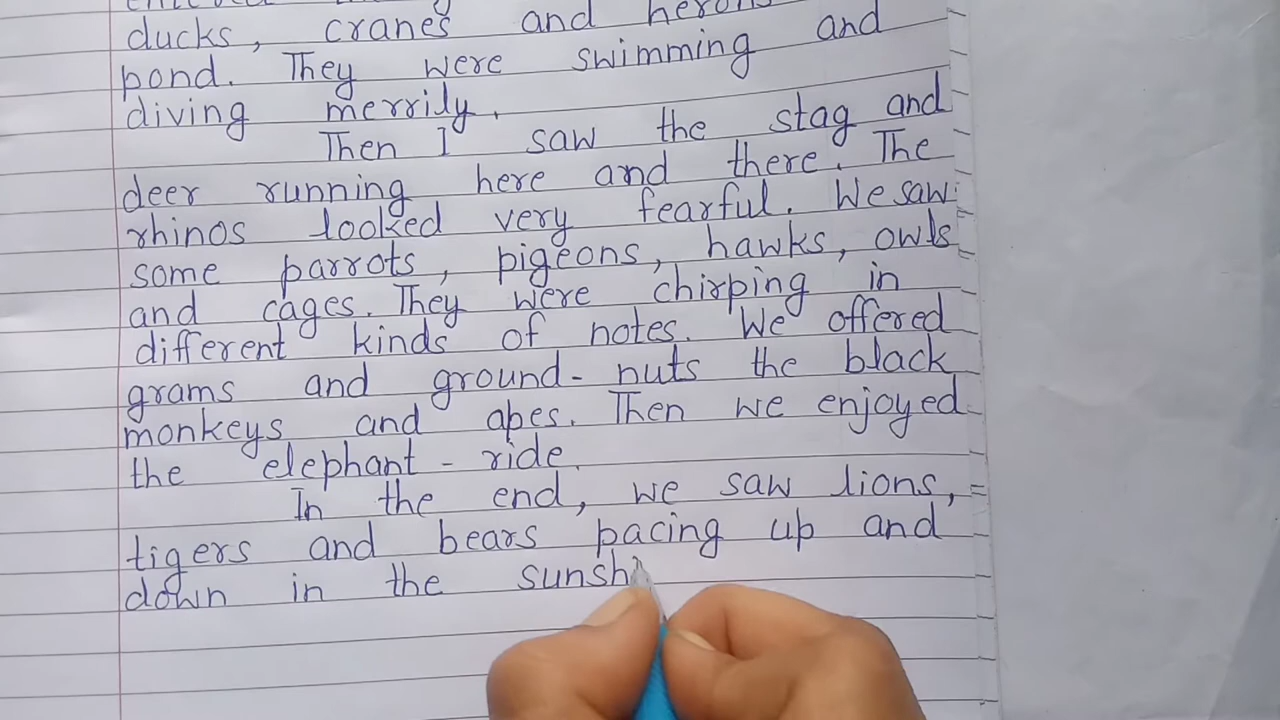 ducks, cranes and herons
pond. They were swimming and
diving merrily.
Then I saw the stag and
deer running here and there. The
rhinos looked very fearful. We saw
some parrots, pigeons, hawks, owls
and cages. They were chirping in
different kinds of notes. We offered
grams and ground-nuts the black
monkeys and apes. Then we enjoyed
the elephant-ride.
In the end, we saw lions,
tigers and bears pacing up and
down in the sunshi